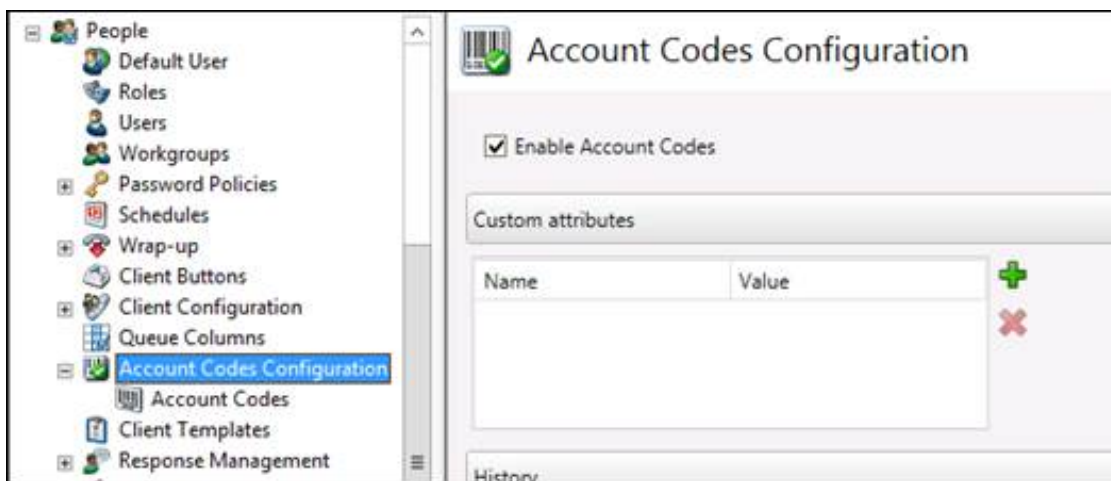 People
Default User
Roles
Users
Workgroups
Password Policies
Schedules
Wrap-up
Client Buttons
Client Configuration
Queue Columns
Account Codes Configuration
Account Codes
Client Templates
Response Management
Account Codes Configuration
Enable Account Codes
Custom attributes
Name Value
History